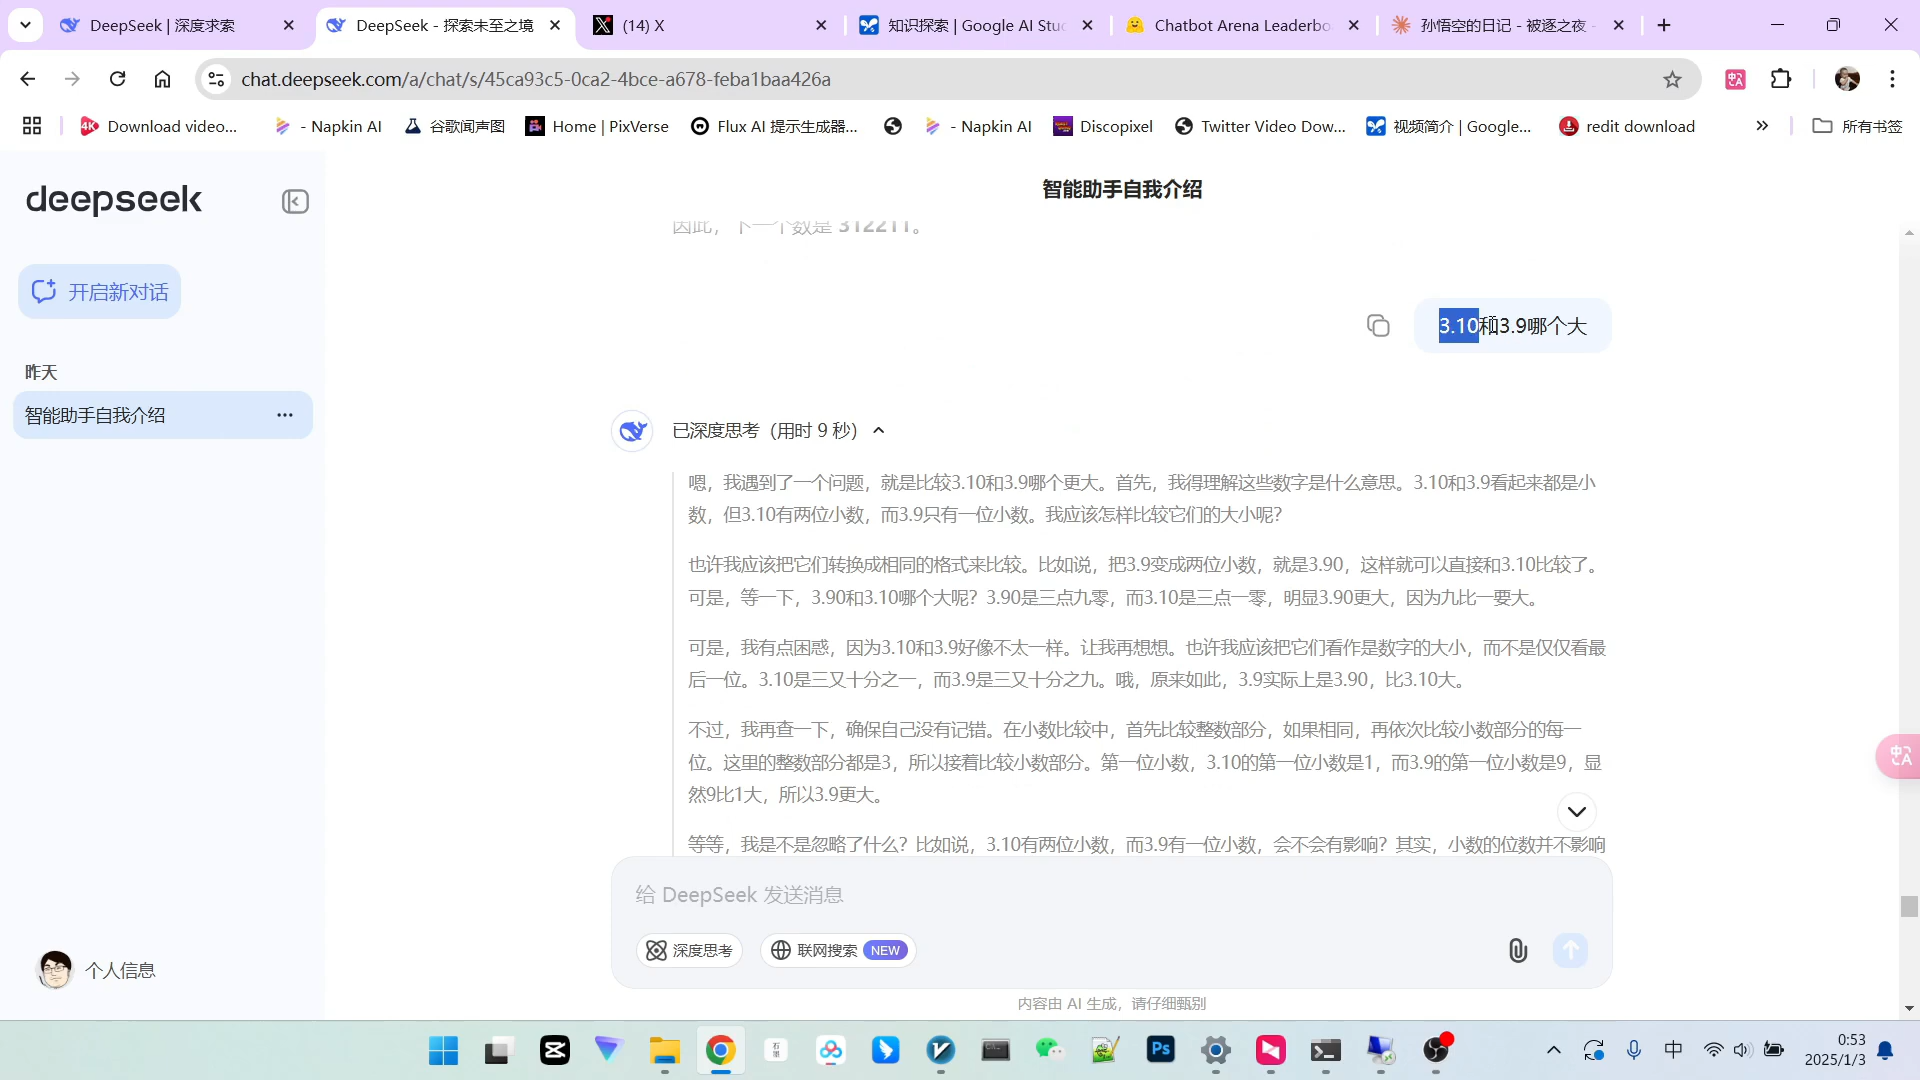 DeepSeek | 深度求索
DeepSeek - 探索未至之境
(14) X
知识探索 | Google AI Stu
Chatbot Arena Leaderbo
孙悟空的日记 - 被逐之夜 -
chat.deepseek.com/a/chat/s/45ca93c5-0ca2-4bce-a678-feba1baa426a
Download video...
- Napkin AI
谷歌闻声图
Home | PixVerse
Flux AI 提示生成器...
- Napkin AI
Discopixel
Twitter Video Dow...
视频简介 | Google...
redit download
所有书签
deepseek
智能助手自我介绍
因此，下一个数是 312211。
开启新对话
3.10和3.9哪个大
昨天
智能助手自我介绍
已深度思考（用时 9 秒）
嗯，我遇到了一个问题，就是比较3.10和3.9哪个更大。首先，我得理解这些数字是什么意思。3.10和3.9看起来都是小
数，但3.10有两位小数，而3.9只有一位小数。我应该怎样比较它们的大小呢？
也许我应该把它们转换成相同的格式来比较。比如说，把3.9变成两位小数，就是3.90，这样就可以直接和3.10比较了。
可是，等一下，3.90和3.10哪个大呢？3.90是三点九零，而3.10是三点一零，明显3.90更大，因为九比一要大。
可是，我有点困惑，因为3.10和3.9好像不太一样。让我再想想。也许我应该把它们看作是数字的大小，而不是仅仅看最
后一位。3.10是三又十分之一，而3.9是三又十分之九。哦，原来如此，3.9实际上是3.90，比3.10大。
不过，我再查一下，确保自己没有记错。在小数比较中，首先比较整数部分，如果相同，再依次比较小数部分的每一
位。这里的整数部分都是3，所以接着比较小数部分。第一位小数，3.10的第一位小数是1，而3.9的第一位小数是9，显
然9比1大，所以3.9更大。
等等，我是不是忽略了什么？比如说，3.10有两位小数，而3.9有一位小数，会不会有影响？其实，小数的位数并不影响
给 DeepSeek 发送消息
深度思考
联网搜索 NEW
个人信息
内容由 AI 生成，请仔细甄别
中
0:53
2025/1/3